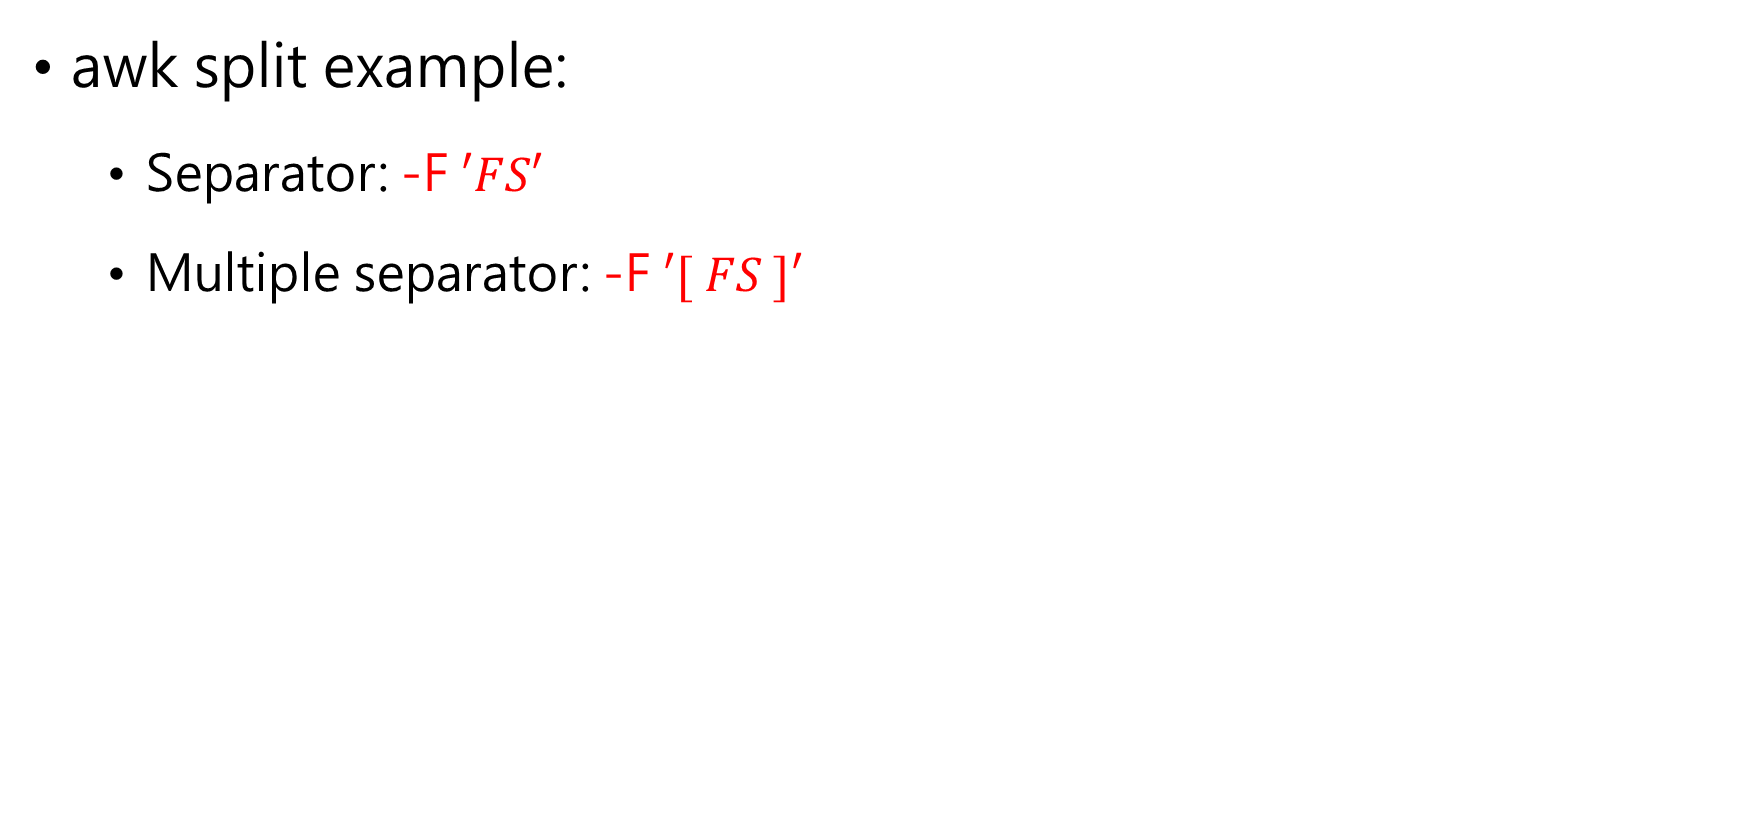 • awk split example:
• Separator: -F ′FS′
• Multiple separator: -F ′[ FS ]′